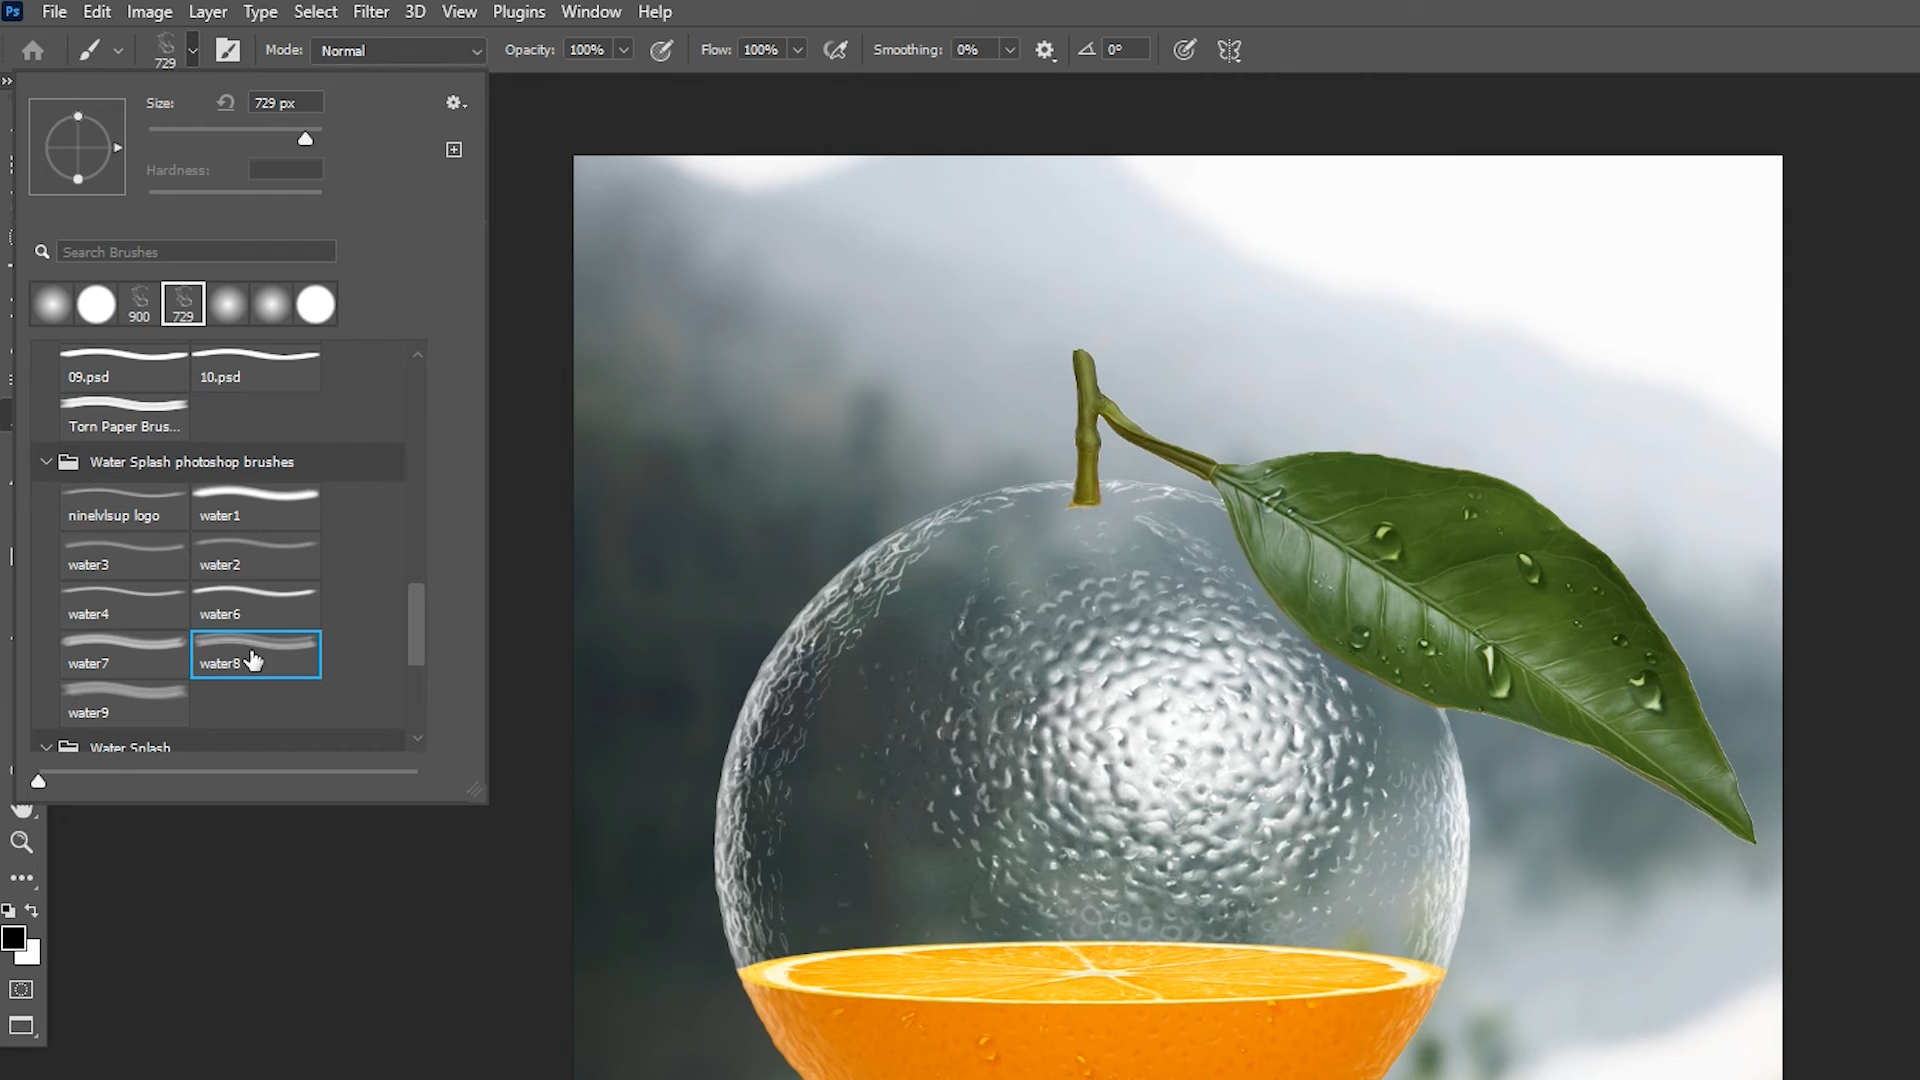 Ps File Edit Image Layer Type Select Filter 3D View Plugins Window Help
729 Mode: Normal Opacity: 100% Flow: 100% Smoothing: 0% 0°
Size: 729 px
Hardness:
Search Brushes
900 729
09.psd 10.psd
Torn Paper Brus...
Water Splash photoshop brushes
ninelvlsup logo water1
water3 water2
water4 water6
water7 water8
water9
Water Splash